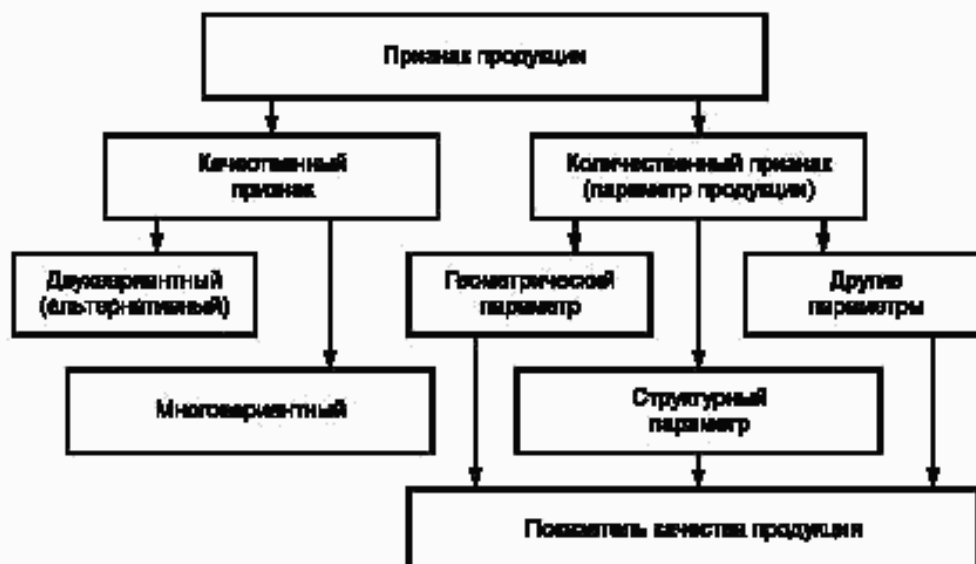 Признак продукции
Качественный
признак
Количественный признак
(параметр продукции)
Двухвариантный
(альтернативный)
Геометрический
параметр
Другие
параметры
Многовариантный
Структурный
параметр
Показатель качества продукции